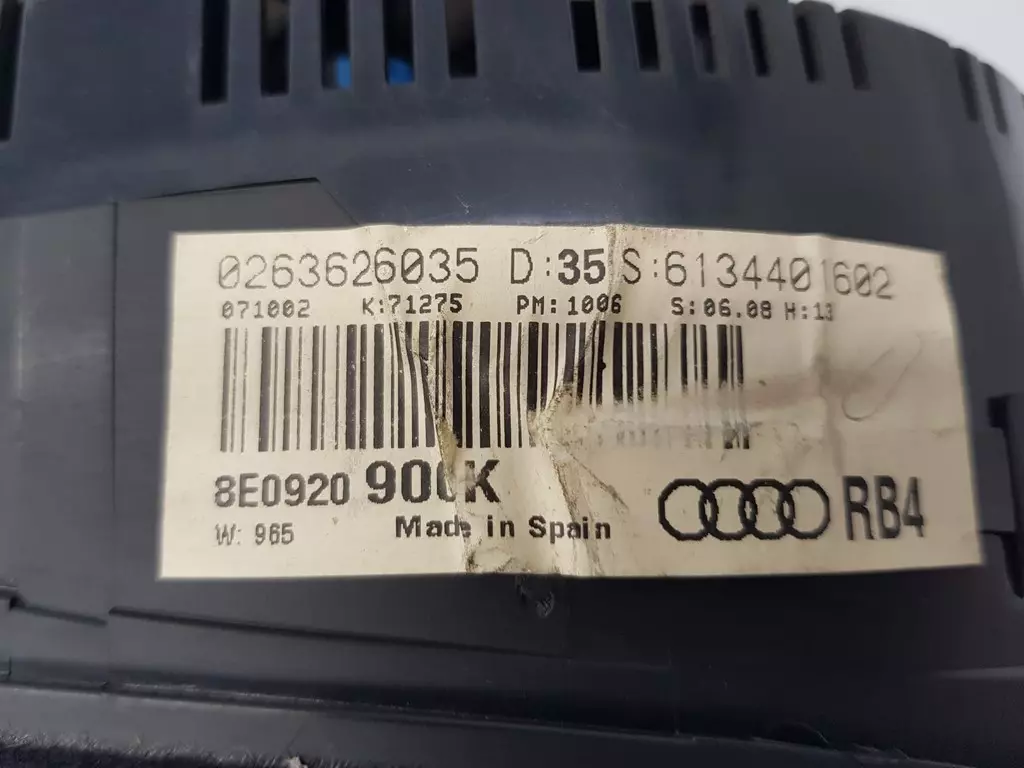 0263626035 D:35 S:6134401602
071002 K:71275 PM:1006 S:06.08 H:13
8E0920 900K
W: 965 Made in Spain
RB4